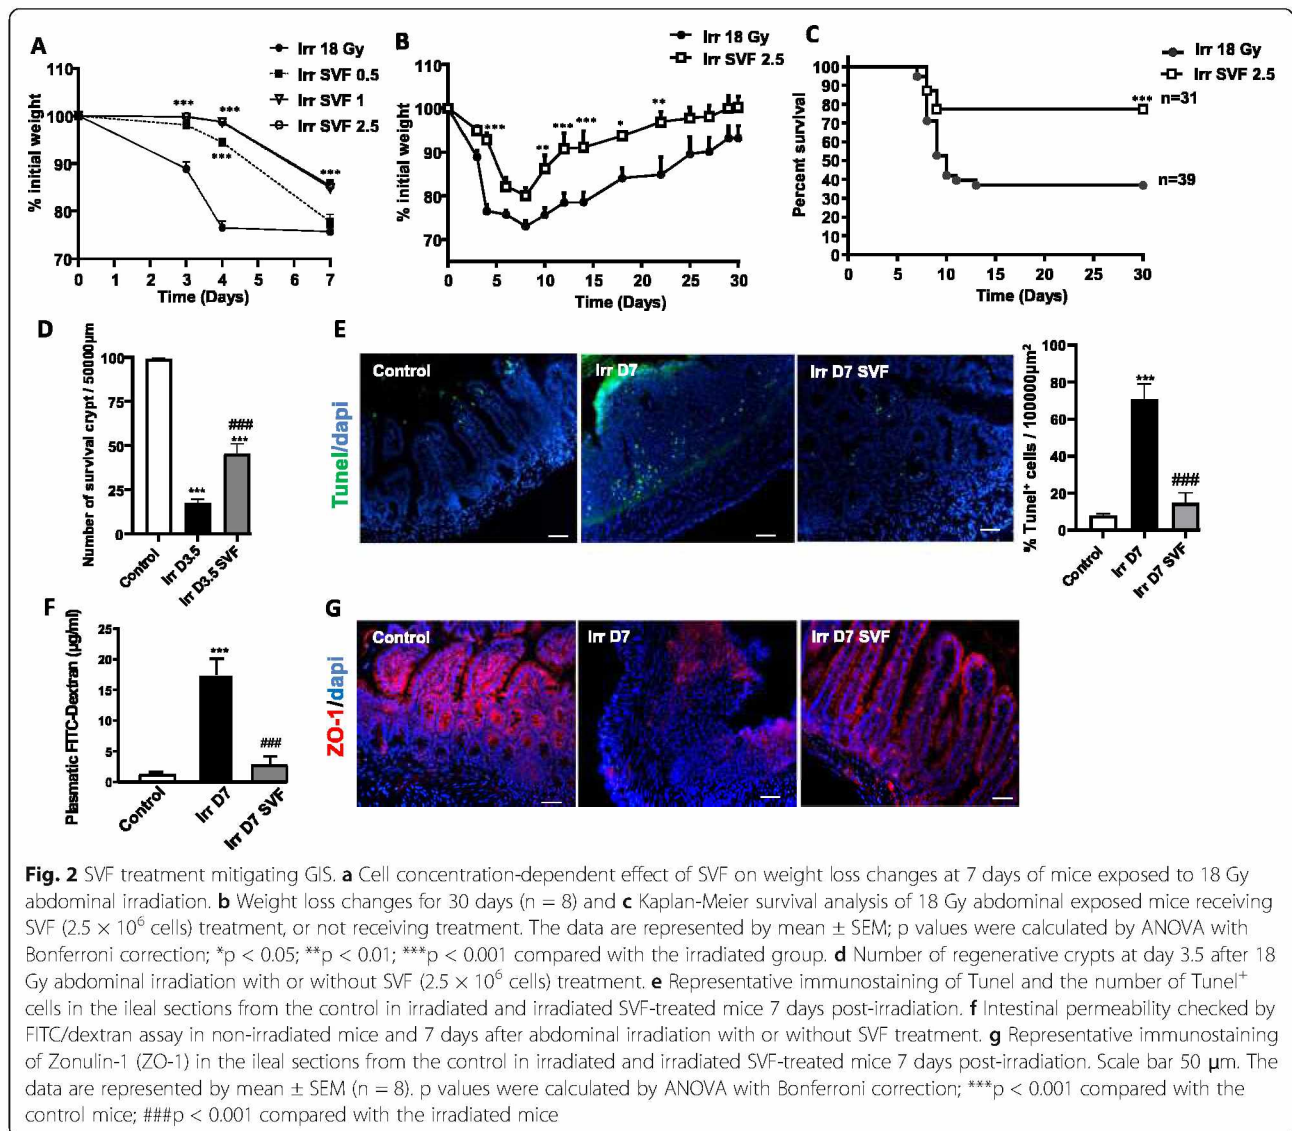 A
Irr 18 Gy
Irr SVF 0.5
Irr SVF 1
Irr SVF 2.5
% initial weight
110
100
90
80
70
***
***
***
***
0 1 2 3 4 5 6 7
Time (Days)
B
Irr 18 Gy
Irr SVF 2.5
% initial weight
110
100
90
80
70
***
**
***
***
*
**
0 5 10 15 20 25 30
Time (Days)
C
Irr 18 Gy
Irr SVF 2.5
Percent survival
100
90
80
70
60
50
40
30
20
10
0
***
n=31
n=39
0 5 10 15 20 25 30
Time (Days)
D
Number of survival crypt / 50000µm
100
75
50
25
0
***
###
***
Control
Irr D3.5
Irr D3.5 SVF
E
Tunel/dapi
Control
Irr D7
Irr D7 SVF
% Tunel+ cells / 100000µm²
100
80
60
40
20
0
***
###
Control
Irr D7
Irr D7 SVF
F
Plasmatic FITC-Dextran (µg/ml)
25
20
15
10
5
0
***
###
Control
Irr D7
Irr D7 SVF
G
ZO-1/dapi
Control
Irr D7
Irr D7 SVF
Fig. 2 SVF treatment mitigating GIS. a Cell concentration-dependent effect of SVF on weight loss changes at 7 days of mice exposed to 18 Gy
abdominal irradiation. b Weight loss changes for 30 days (n = 8) and c Kaplan-Meier survival analysis of 18 Gy abdominal exposed mice receiving
SVF (2.5 × 10⁶ cells) treatment, or not receiving treatment. The data are represented by mean ± SEM; p values were calculated by ANOVA with
Bonferroni correction; *p < 0.05; **p < 0.01; ***p < 0.001 compared with the irradiated group. d Number of regenerative crypts at day 3.5 after 18
Gy abdominal irradiation with or without SVF (2.5 × 10⁶ cells) treatment. e Representative immunostaining of Tunel and the number of Tunel⁺
cells in the ileal sections from the control in irradiated and irradiated SVF-treated mice 7 days post-irradiation. f Intestinal permeability checked by
FITC/dextran assay in non-irradiated mice and 7 days after abdominal irradiation with or without SVF treatment. g Representative immunostaining
of Zonulin-1 (ZO-1) in the ileal sections from the control in irradiated and irradiated SVF-treated mice 7 days post-irradiation. Scale bar 50 µm. The
data are represented by mean ± SEM (n = 8). p values were calculated by ANOVA with Bonferroni correction; ***p < 0.001 compared with the
control mice; ###p < 0.001 compared with the irradiated mice